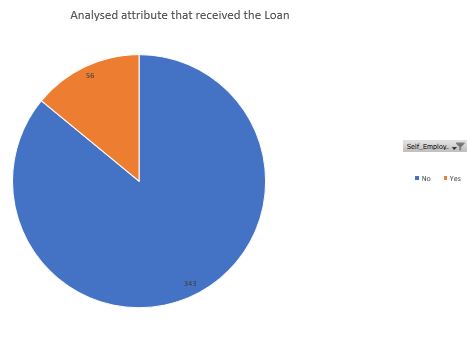 Analysed attribute that received the Loan
56
Self_Employ..
No Yes
343